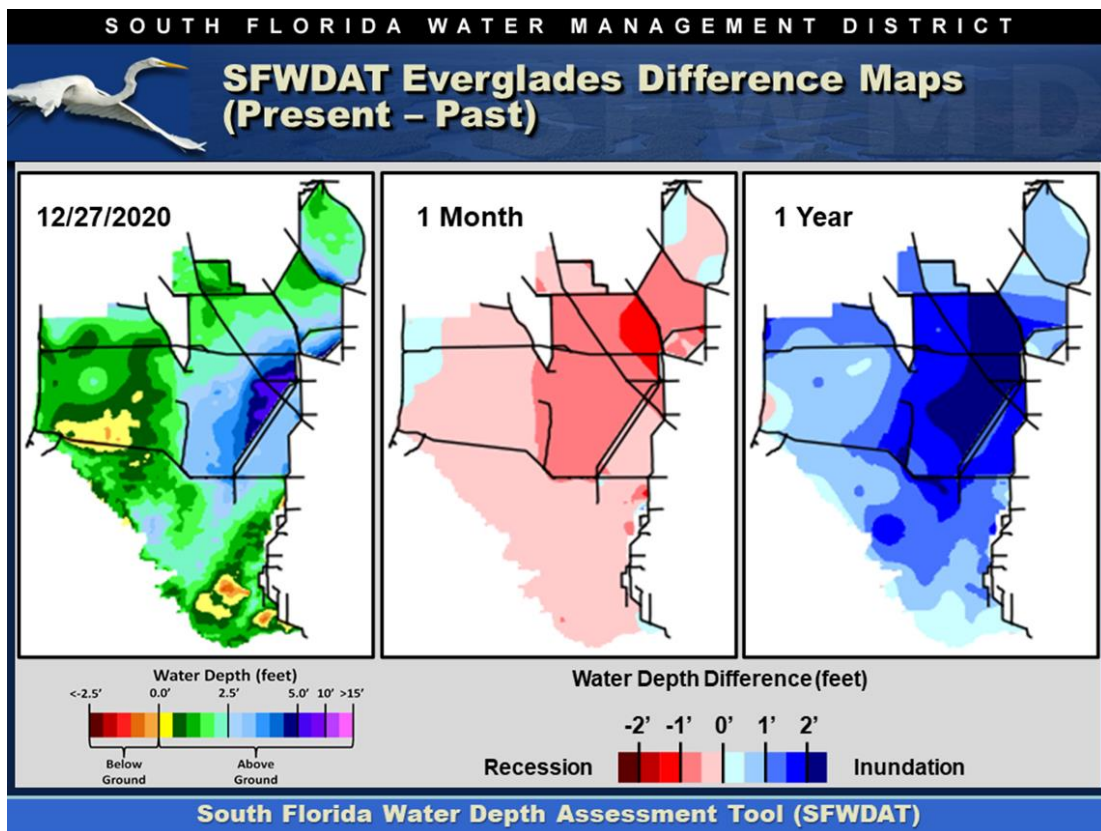 SOUTH FLORIDA WATER MANAGEMENT DISTRICT
SFWDAT Everglades Difference Maps
(Present – Past)
12/27/2020
1 Month
1 Year
Water Depth (feet)
<-2.5' 0.0' 2.5' 5.0' 10' >15'
Below
Ground
Above
Ground
Water Depth Difference (feet)
-2' -1' 0' 1' 2'
Recession
Inundation
South Florida Water Depth Assessment Tool (SFWDAT)